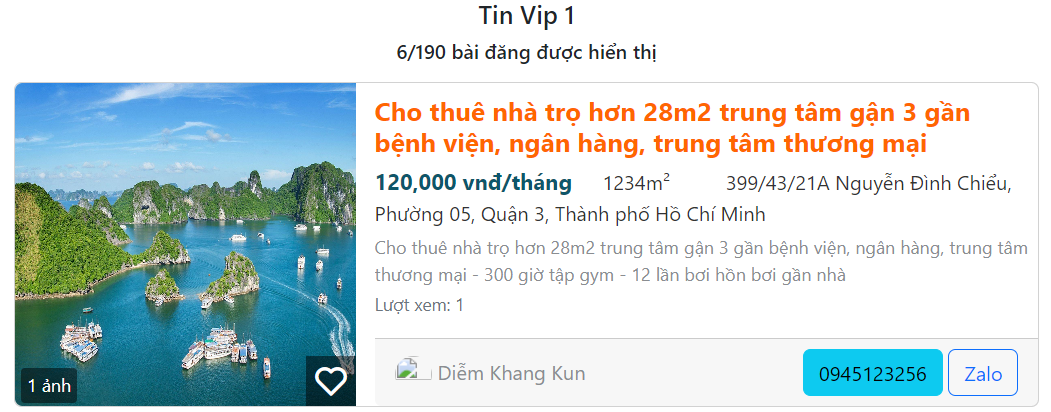 Tin Vip 1
6/190 bài đăng được hiển thị
Cho thuê nhà trọ hơn 28m2 trung tâm gận 3 gần
bệnh viện, ngân hàng, trung tâm thương mại
120,000 vnđ/tháng 1234m² 399/43/21A Nguyễn Đình Chiểu,
Phường 05, Quận 3, Thành phố Hồ Chí Minh
Cho thuê nhà trọ hơn 28m2 trung tâm gận 3 gần bệnh viện, ngân hàng, trung tâm
thương mại - 300 giờ tập gym - 12 lần bơi hồn bơi gần nhà
Lượt xem: 1
1 ảnh
Diễm Khang Kun
0945123256
Zalo